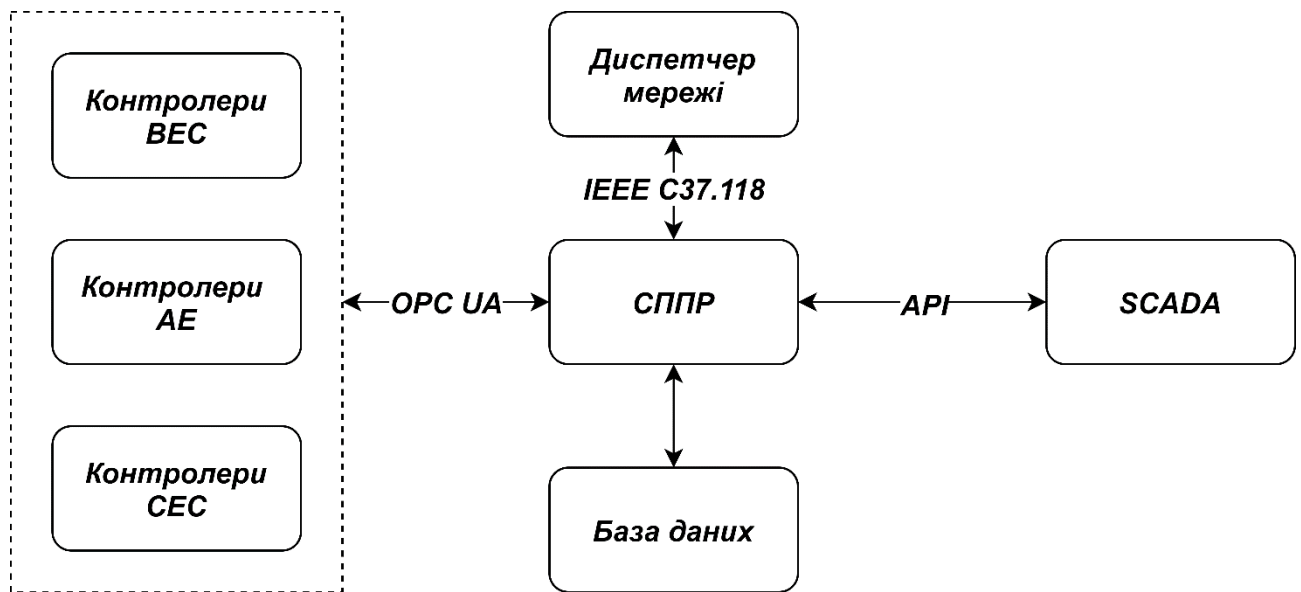 Контролери
ВЕС
Контролери
АЕ
Контролери
СЕС
OPC UA
Диспетчер
мережі
IEEE C37.118
СППР
База даних
API
SCADA